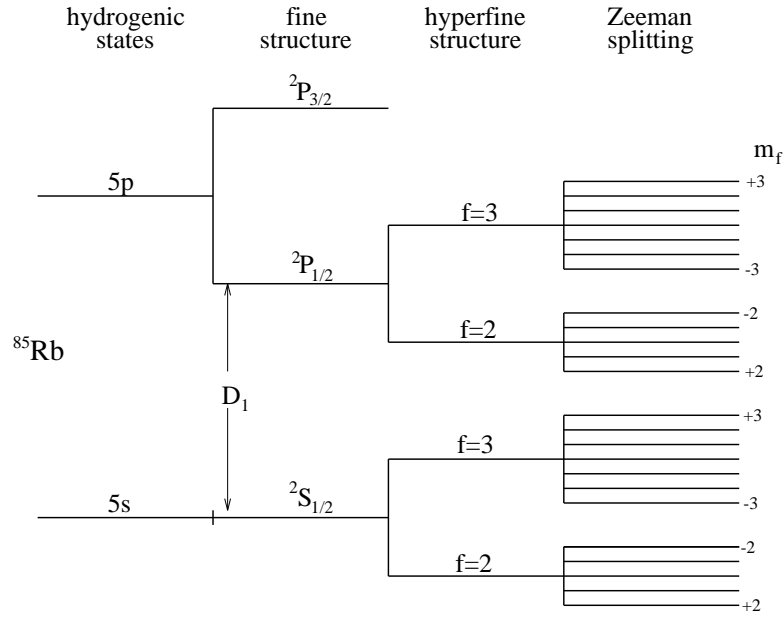 hydrogenic states
fine structure
hyperfine structure
Zeeman splitting
²P₃/₂
m_f
5p
+3
f=3
-3
²P₁/₂
-2
f=2
+2
⁸⁵Rb
D₁
+3
f=3
-3
5s
²S₁/₂
-2
f=2
+2